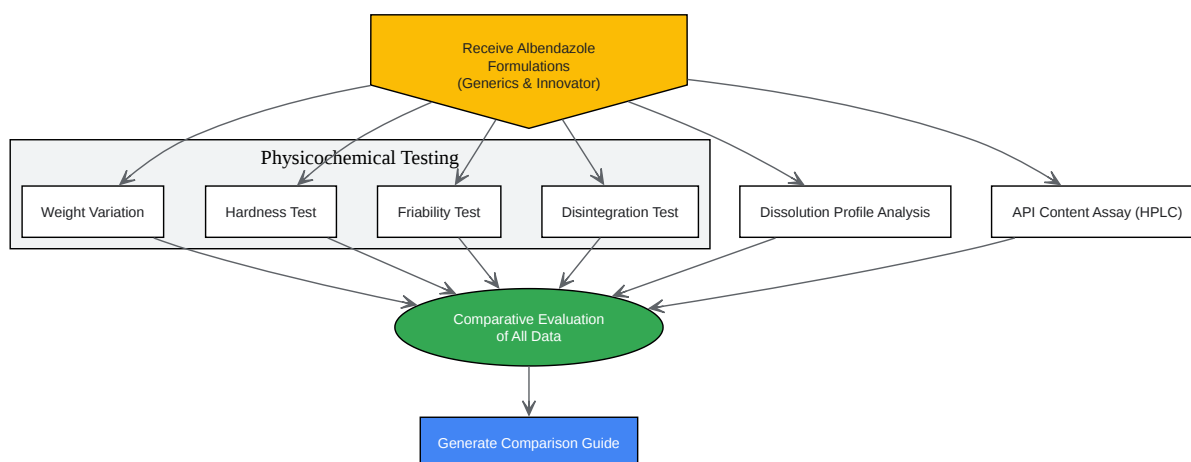 Receive Albendazole
Formulations
(Generics & Innovator)
Physicochemical Testing
Weight Variation
Hardness Test
Friability Test
Disintegration Test
Dissolution Profile Analysis
API Content Assay (HPLC)
Comparative Evaluation
of All Data
Generate Comparison Guide